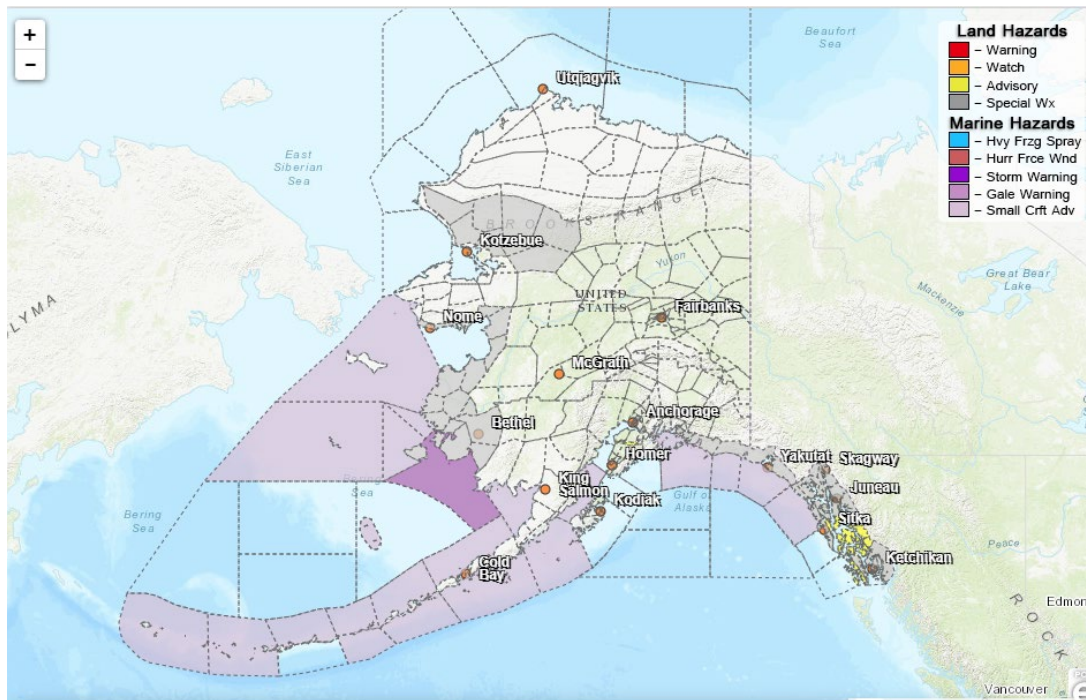 +
−
Beaufort
Sea
Land Hazards
– Warning
– Watch
– Advisory
– Special Wx
Marine Hazards
– Hvy Frzg Spray
– Hurr Frce Wnd
– Storm Warning
– Gale Warning
– Small Crft Adv
Utqiagvik
East
Siberian
Sea
BROOKS RANGE
Kotzebue
Yukon
Great Bear
Lake
Mackenzie
LYMA
UNITED
STATES
Fairbanks
Nome
McGrath
Anchorage
Bethel
Homer
Yakutat
Skagway
King
Salmon
Juneau
Sea
Kodiak
Gulf of
Alaska
Bering
Sea
Sitka
Peace
Ketchikan
Cold
Bay
Edmon
ROCK
Vancouver